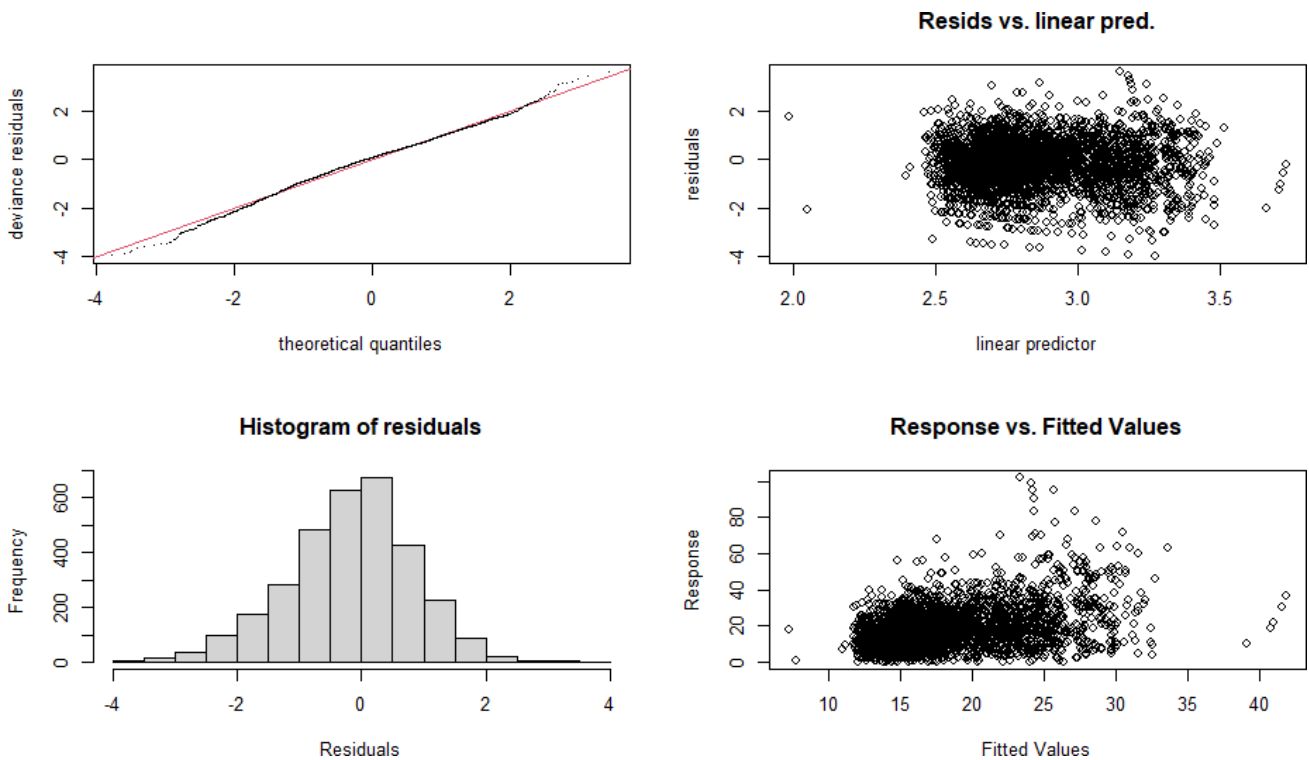 deviance residuals
2
0
-2
-4
-4 -2 0 2
theoretical quantiles
Resids vs. linear pred.
residuals
2
0
-2
-4
2.0 2.5 3.0 3.5
linear predictor
Histogram of residuals
Frequency
600
400
200
0
-4 -2 0 2 4
Residuals
Response vs. Fitted Values
Response
80
60
40
20
0
10 15 20 25 30 35 40
Fitted Values